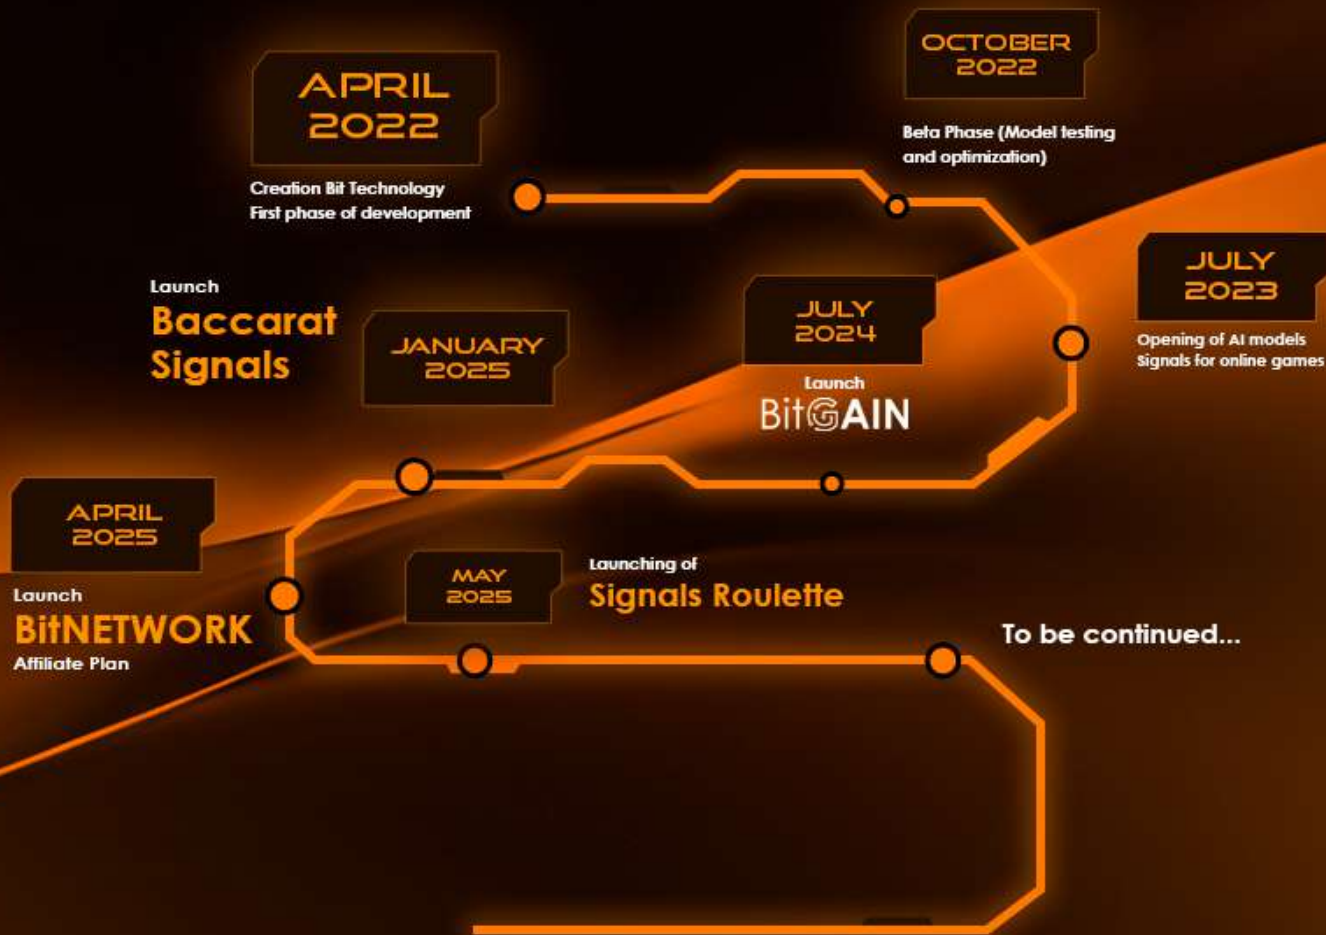 APRIL
2022
Creation Bit Technology
First phase of development
OCTOBER
2022
Beta Phase (Model testing
and optimization)
JULY
2023
Opening of AI models
Signals for online games
JULY
2024
Launch
BitGAIN
JANUARY
2025
Launch
Baccarat
Signals
APRIL
2025
Launch
BitNETWORK
Affiliate Plan
MAY
2025
Launching of
Signals Roulette
To be continued...